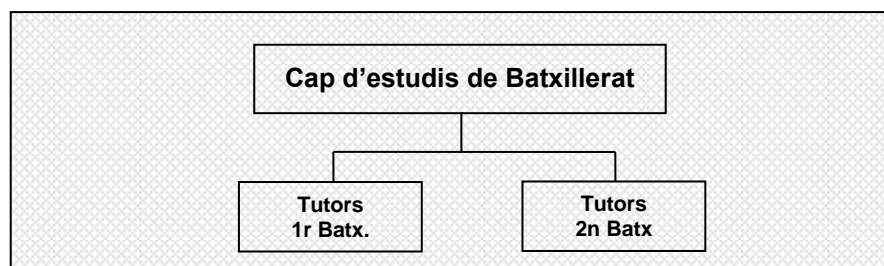 Cap d’estudis de Batxillerat
Tutors
1r Batx.
Tutors
2n Batx